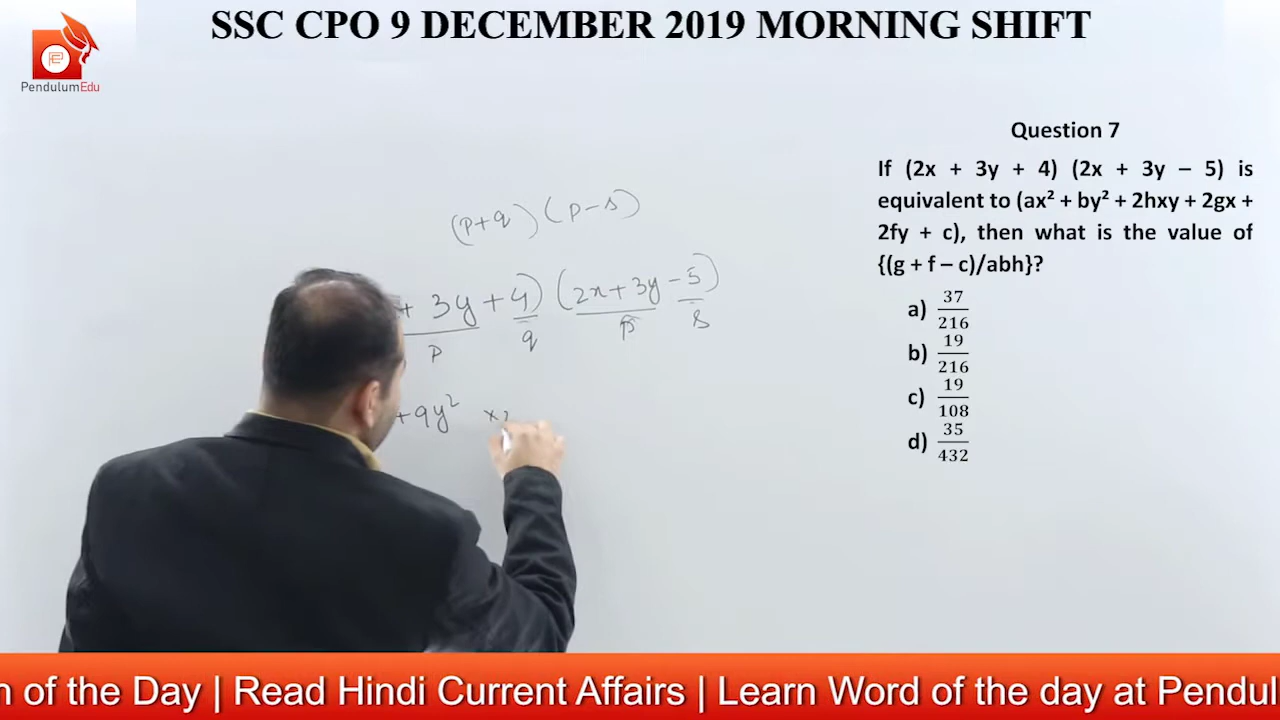 SSC CPO 9 DECEMBER 2019 MORNING SHIFT
PendulumEdu
Question 7
If (2x + 3y + 4) (2x + 3y – 5) is
equivalent to (ax² + by² + 2hxy + 2gx +
2fy + c), then what is the value of
{(g + f – c)/abh}?
a) 37/216
b) 19/216
c) 19/108
d) 35/432
(p+q)(p-s)
+ 3y + 4) (2x + 3y - 5)
p q p s
+ 9y²
n of the Day | Read Hindi Current Affairs | Learn Word of the day at Pendul